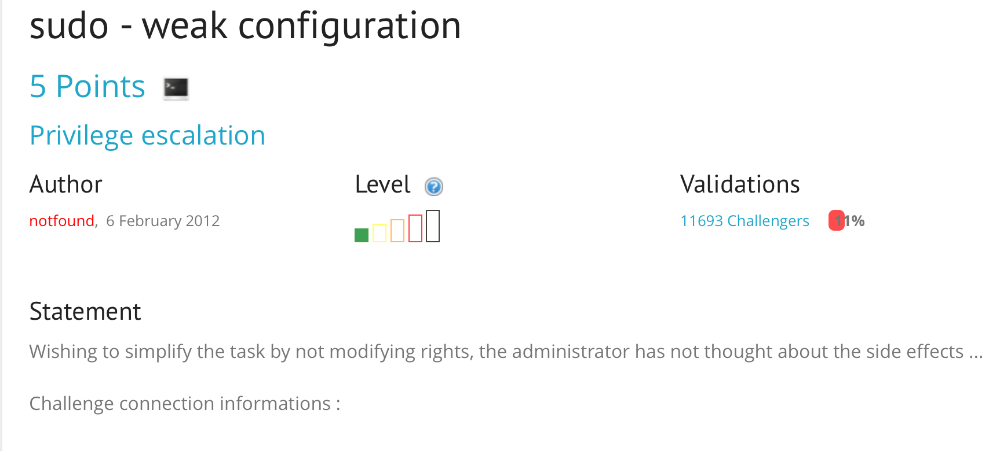 sudo - weak configuration
5 Points
Privilege escalation
Author
Level
Validations
notfound, 6 February 2012
11693 Challengers 11%
Statement
Wishing to simplify the task by not modifying rights, the administrator has not thought about the side effects ...
Challenge connection informations :